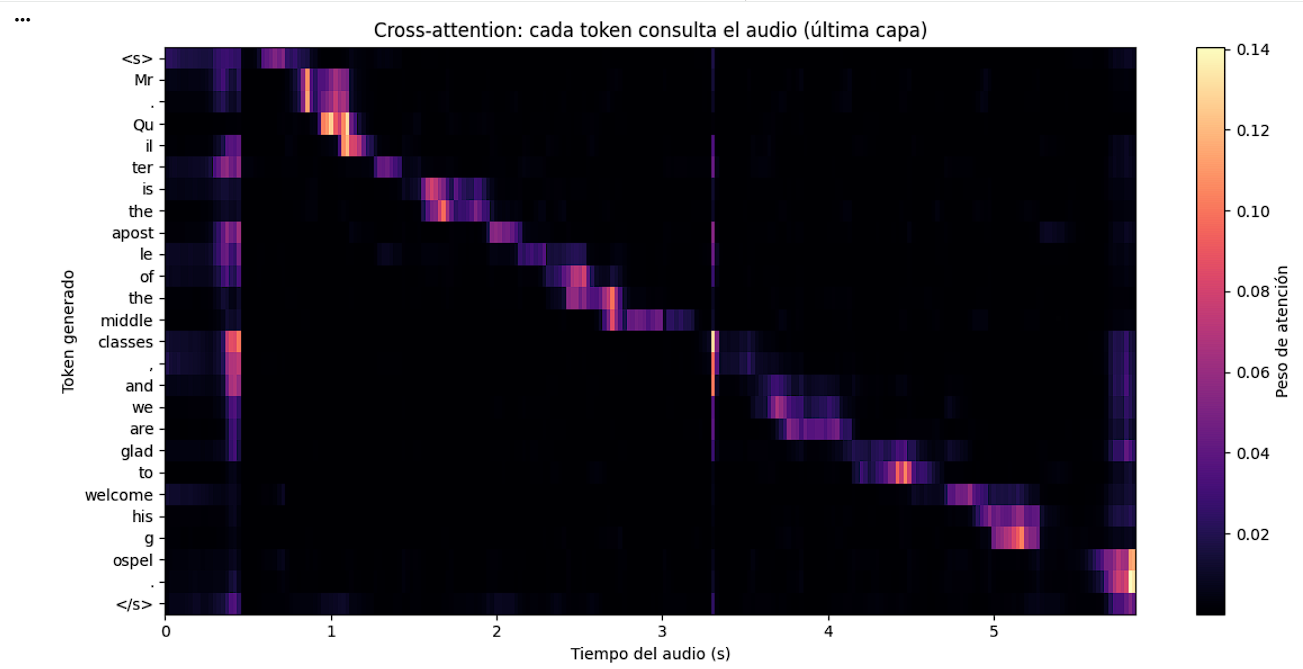 ...
Cross-attention: cada token consulta el audio (última capa)
Token generado
<s>
Mr
.
Qu
il
ter
is
the
apost
le
of
the
middle
classes
,
and
we
are
glad
to
welcome
his
g
ospel
.
</s>
0 1 2 3 4 5
Tiempo del audio (s)
0.14
0.12
0.10
0.08
0.06
0.04
0.02
Peso de atención